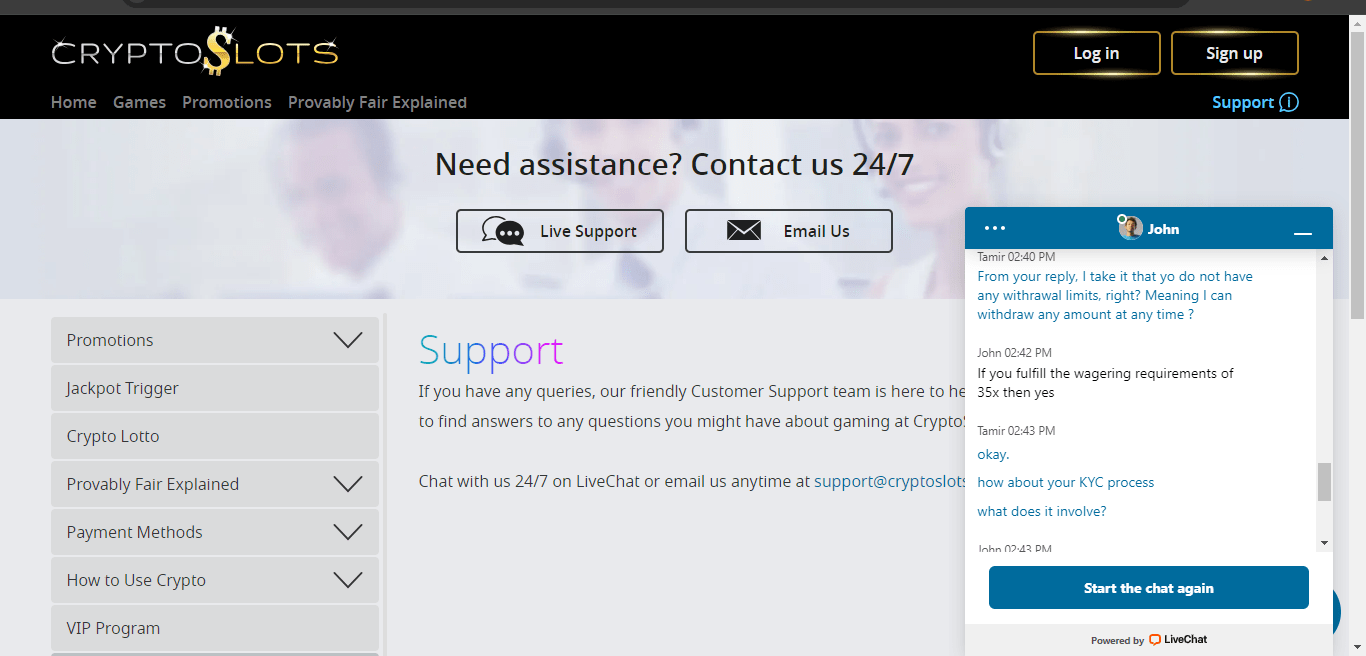 CRYPTO$LOTS
Log in
Sign up
Home Games Promotions Provably Fair Explained
Support
Need assistance? Contact us 24/7
Live Support
Email Us
Promotions
Jackpot Trigger
Crypto Lotto
Provably Fair Explained
Payment Methods
How to Use Crypto
VIP Program
Support
If you have any queries, our friendly Customer Support team is here to he
to find answers to any questions you might have about gaming at Crypto
Chat with us 24/7 on LiveChat or email us anytime at support@cryptoslots
John
Tamir 02:40 PM
From your reply, I take it that yo do not have
any withrawal limits, right? Meaning I can
withdraw any amount at any time ?
John 02:42 PM
If you fulfill the wagering requirements of
35x then yes
Tamir 02:43 PM
okay.
how about your KYC process
what does it involve?
John 02:43 PM
Start the chat again
Powered by LiveChat